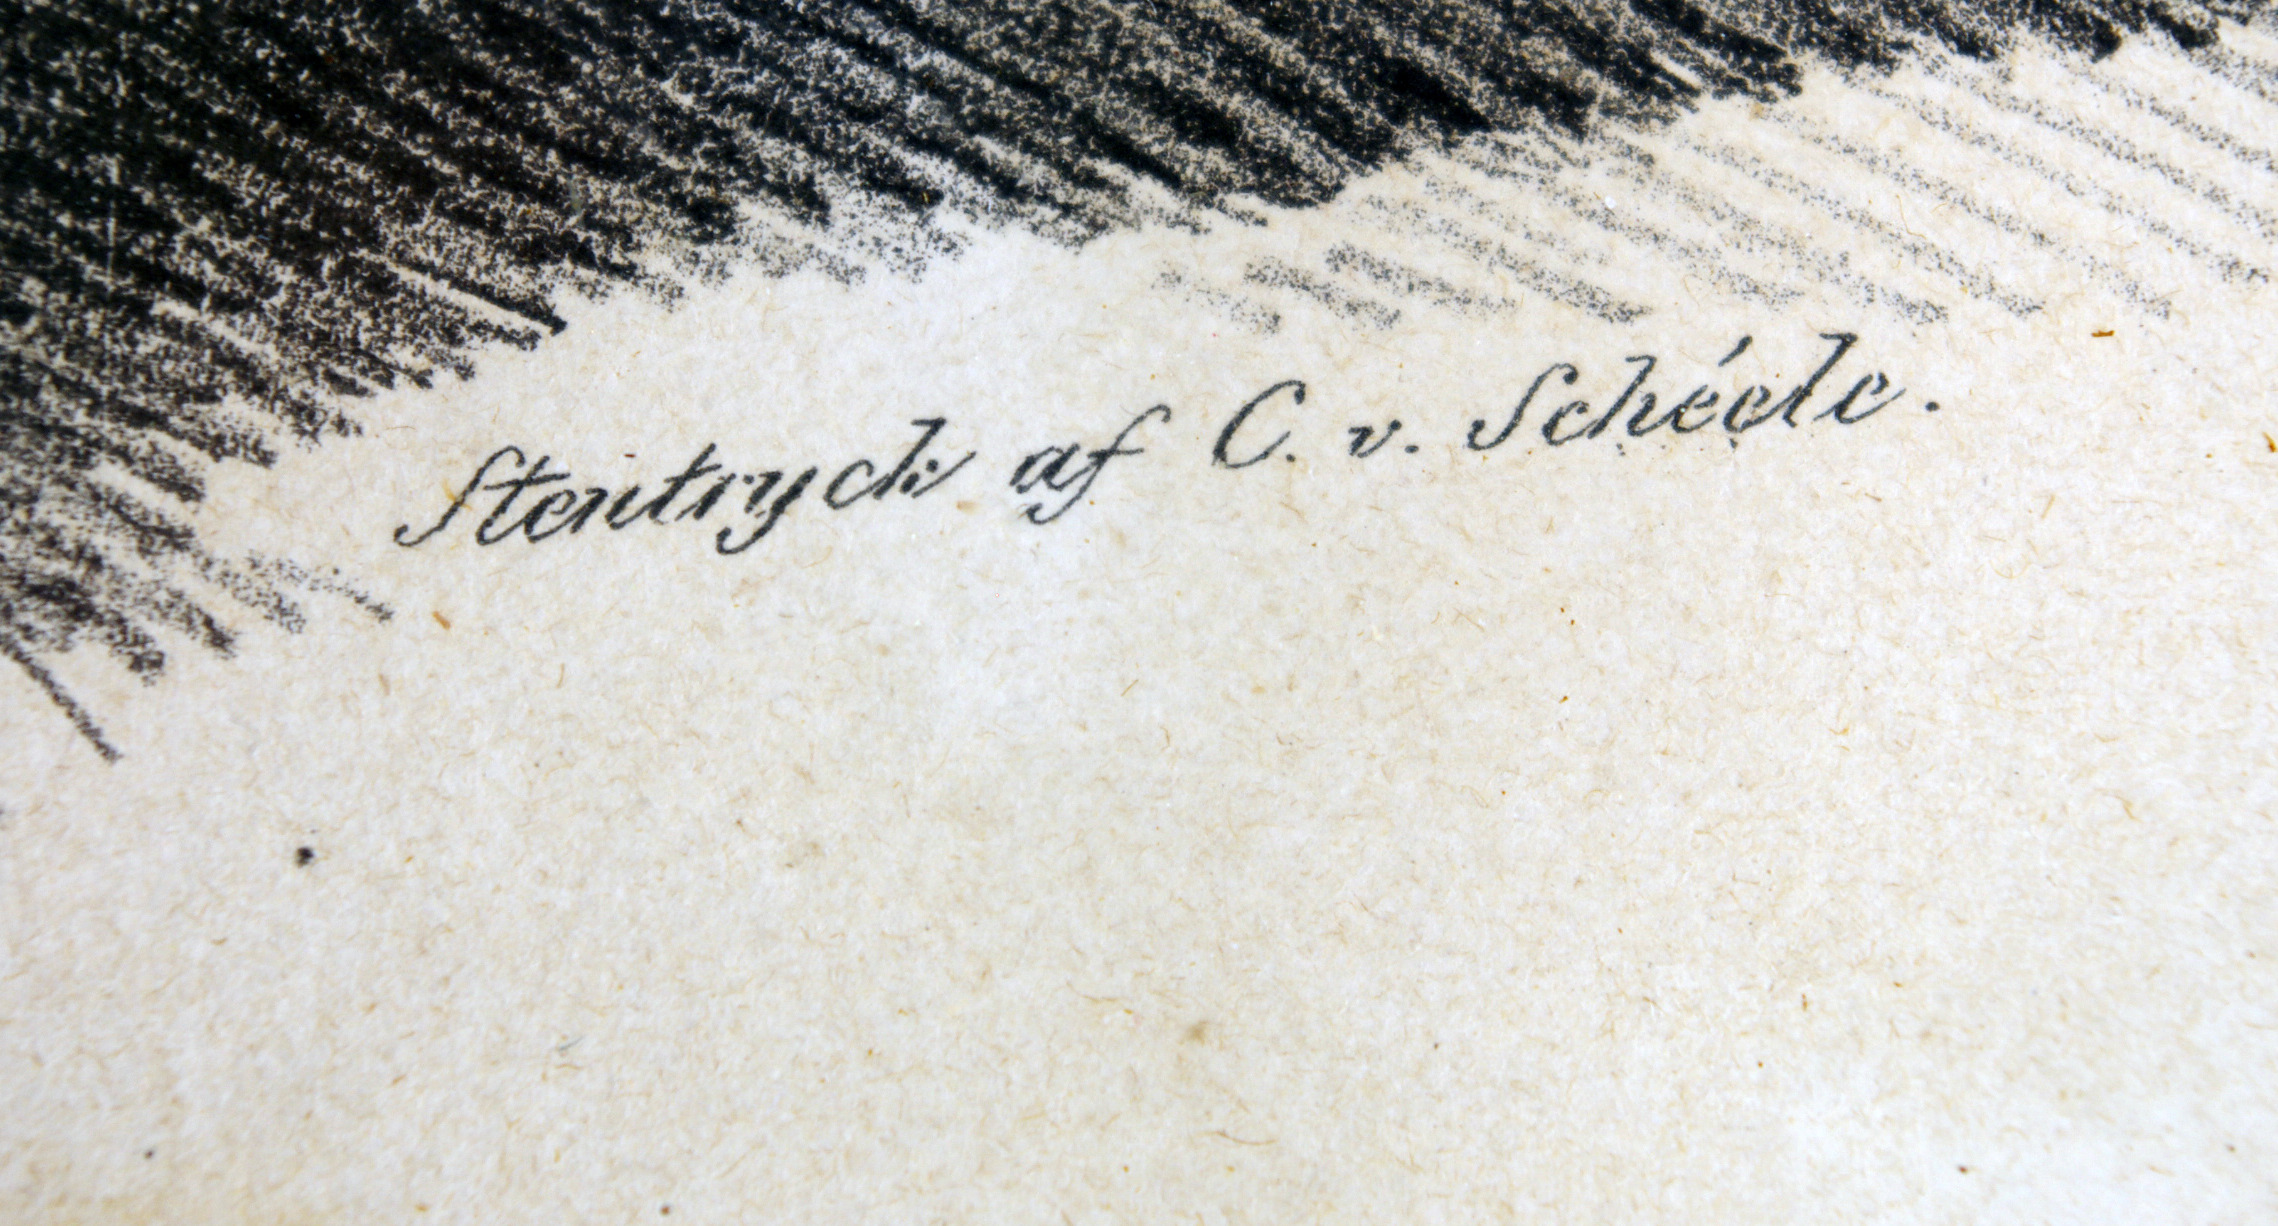 Stentryck af C. v. Schéele.